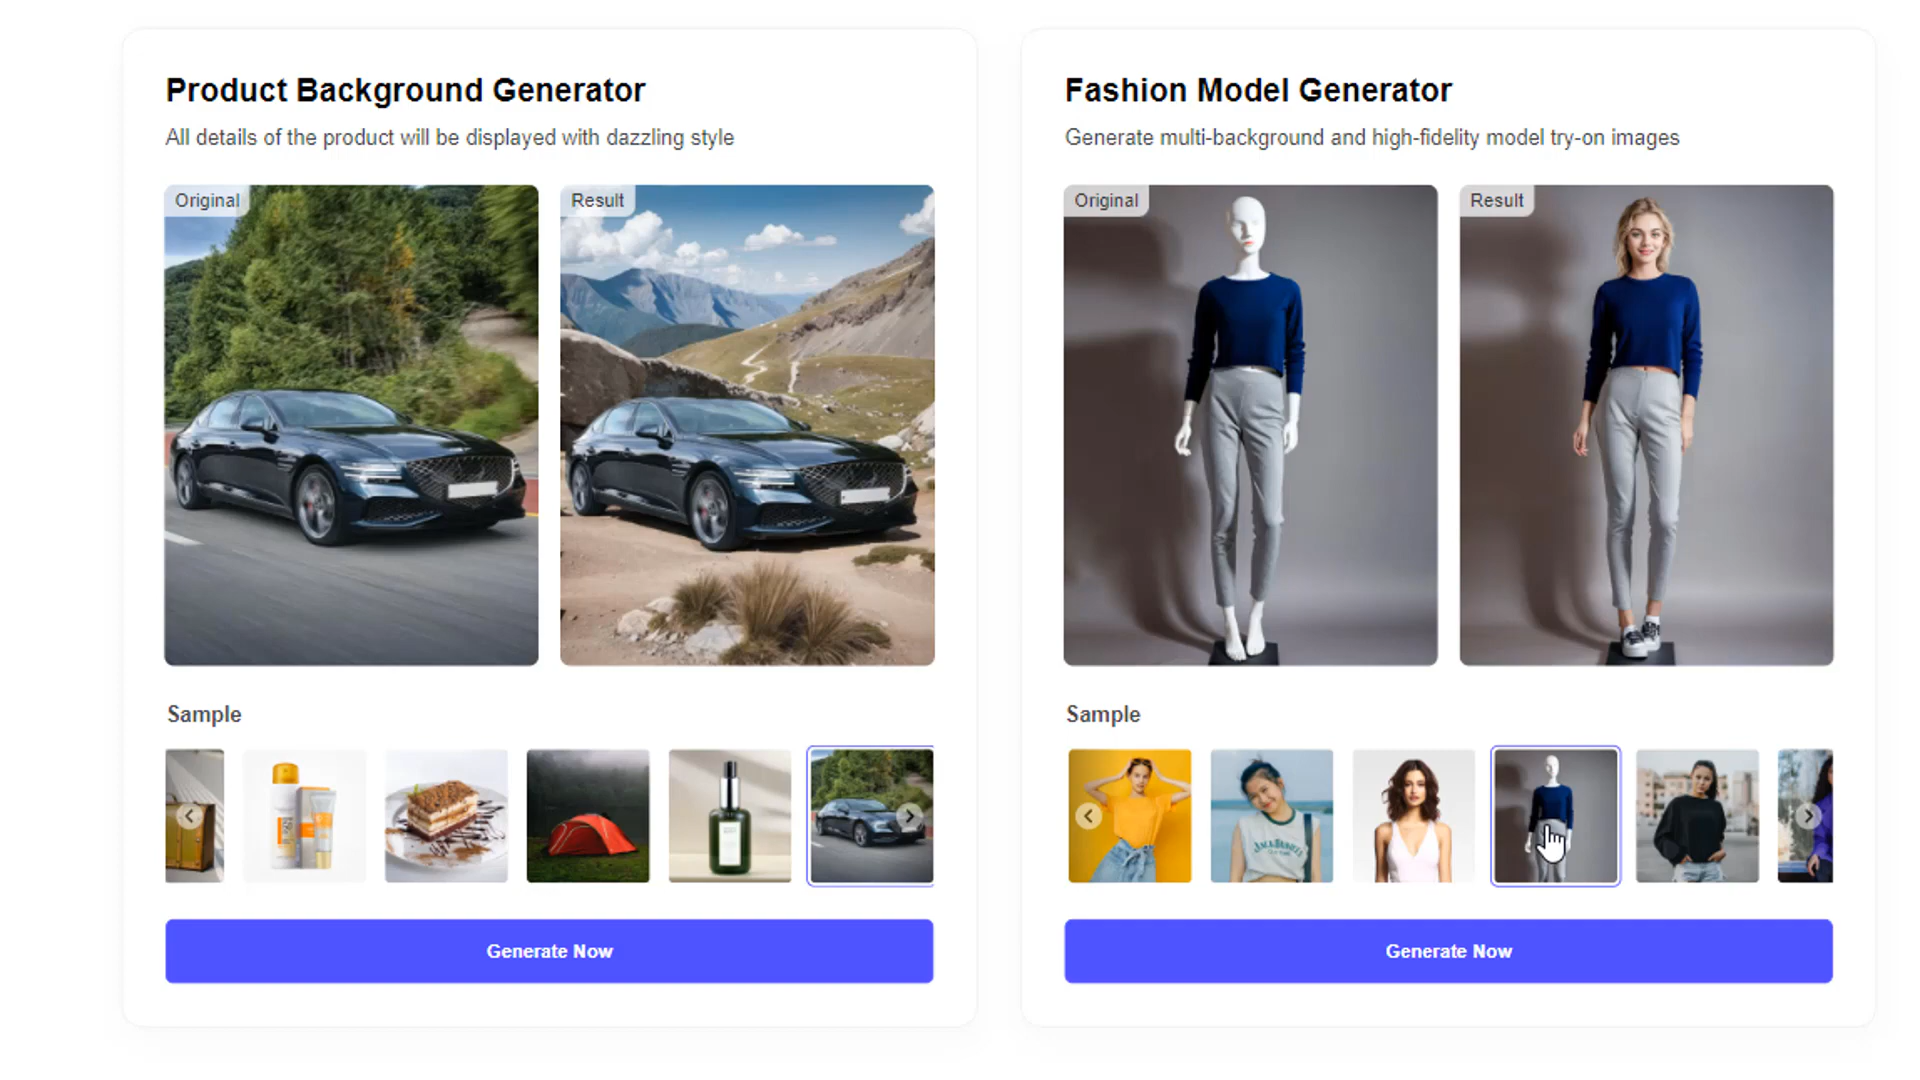 Product Background Generator
All details of the product will be displayed with dazzling style
Original
Result
Sample
Generate Now
Fashion Model Generator
Generate multi-background and high-fidelity model try-on images
Original
Result
Sample
Generate Now